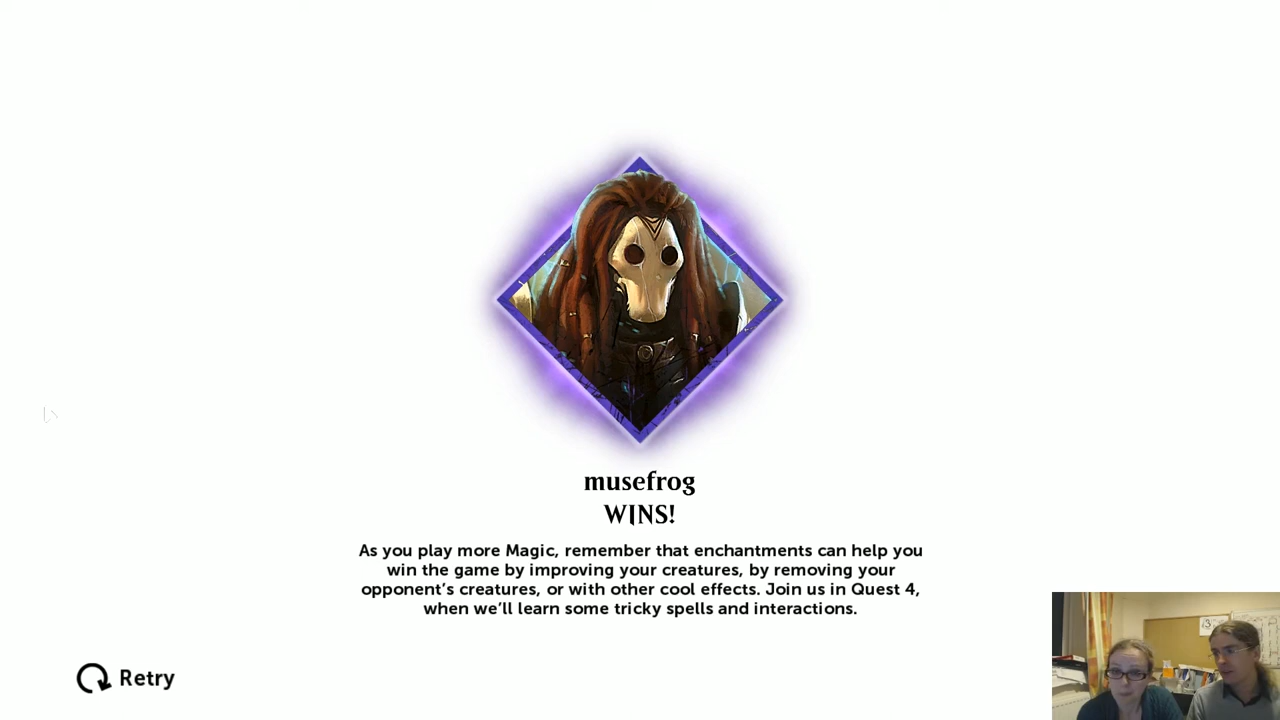 musefrog
WINS!
As you play more Magic, remember that enchantments can help you
win the game by improving your creatures, by removing your
opponent's creatures, or with other cool effects. Join us in Quest 4,
when we'll learn some tricky spells and interactions.
Retry